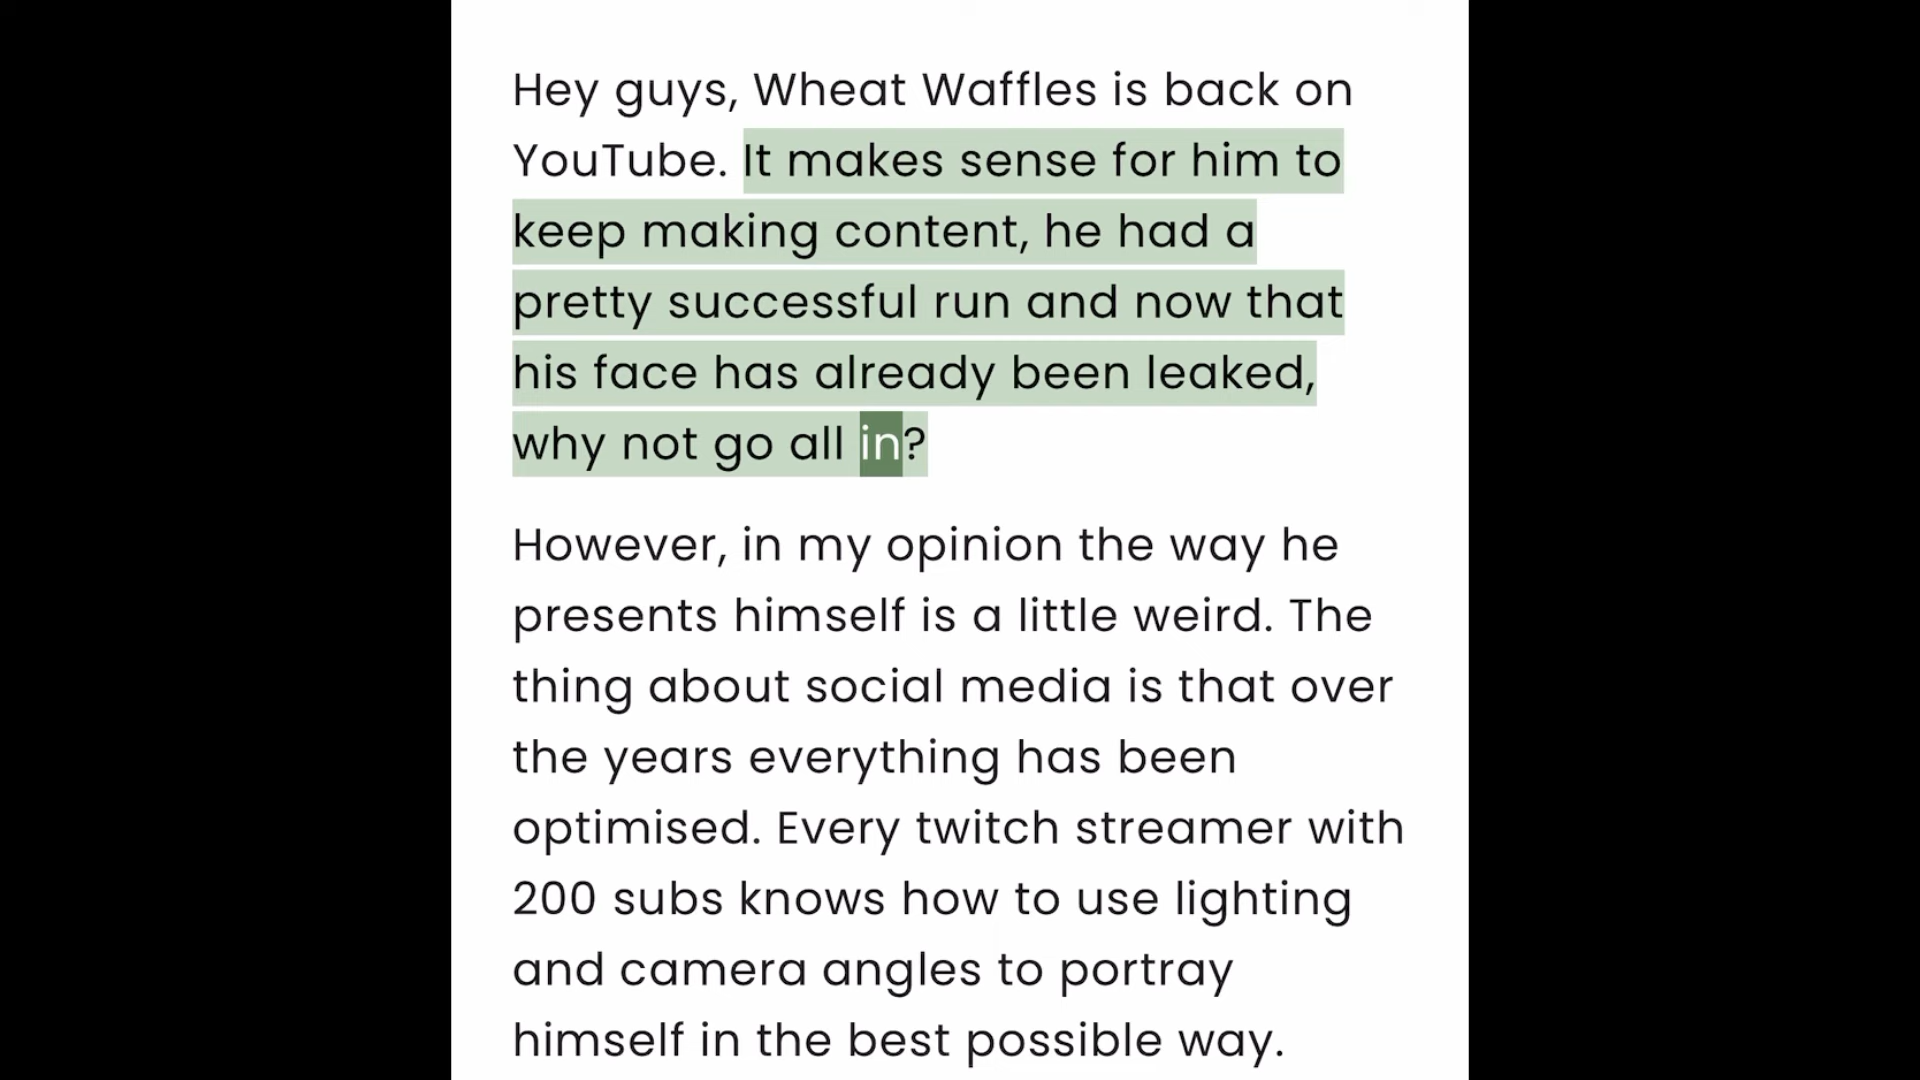 Hey guys, Wheat Waffles is back on
YouTube. It makes sense for him to
keep making content, he had a
pretty successful run and now that
his face has already been leaked,
why not go all in?
However, in my opinion the way he
presents himself is a little weird. The
thing about social media is that over
the years everything has been
optimised. Every twitch streamer with
200 subs knows how to use lighting
and camera angles to portray
himself in the best possible way.